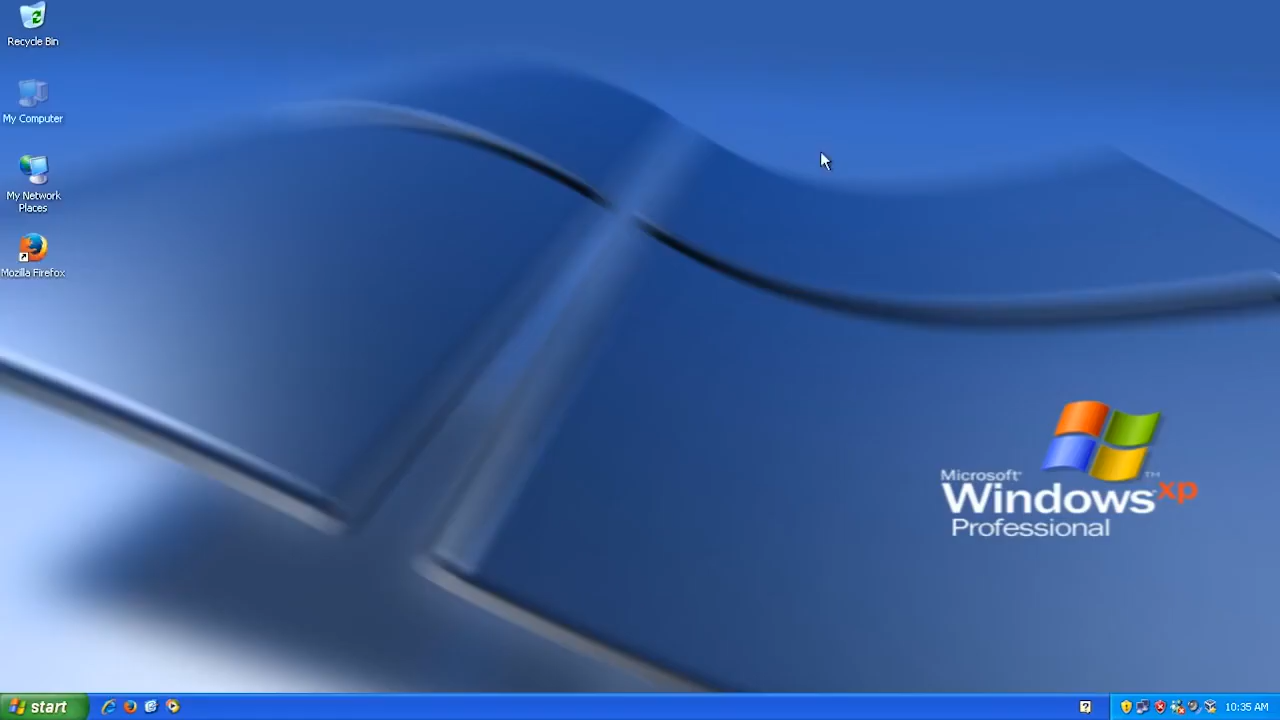 Recycle Bin
My Computer
My Network
Places
Mozilla Firefox
Microsoft
Windows xp
Professional
start
10:35 AM